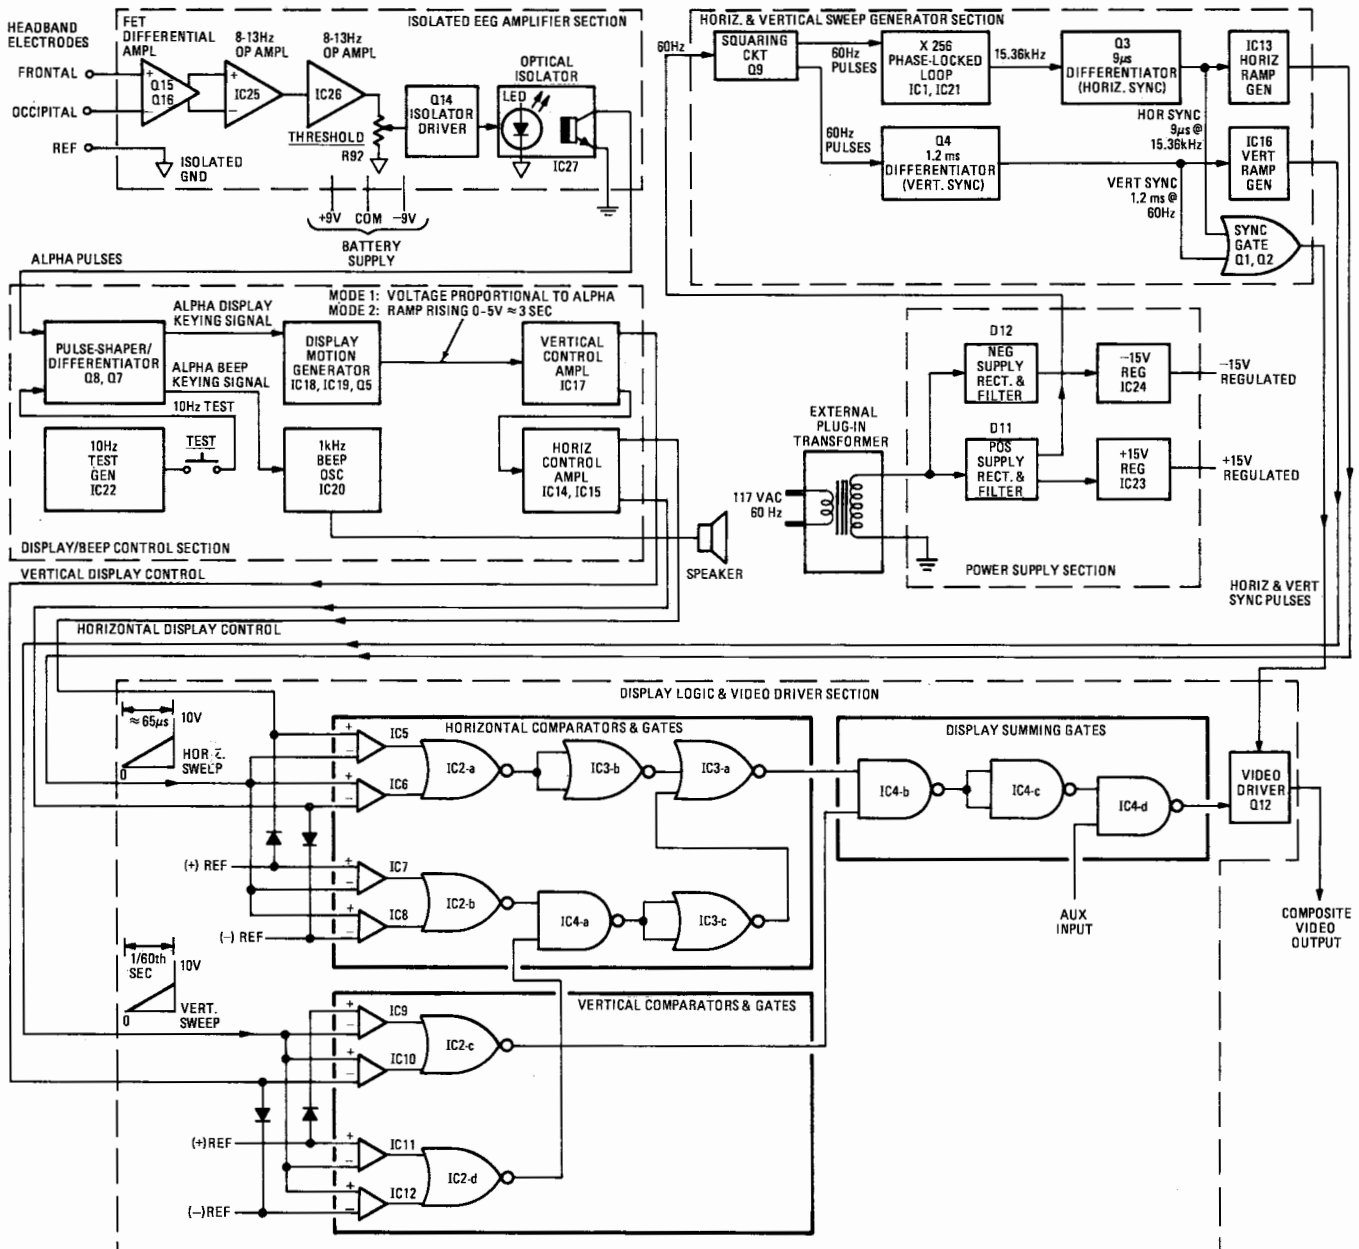 HEADBAND
ELECTRODES
FRONTAL
OCCIPITAL
REF
ISOLATED EEG AMPLIFIER SECTION
FET
DIFFERENTIAL
AMPL
+
−
Q15
Q16
8-13Hz
OP AMPL
+
−
IC25
8-13Hz
OP AMPL
IC26
THRESHOLD
R92
ISOLATED
GND
Q14
ISOLATOR
DRIVER
OPTICAL
ISOLATOR
LED
IC27
+9V COM −9V
BATTERY
SUPPLY
ALPHA PULSES
HORIZ. & VERTICAL SWEEP GENERATOR SECTION
60Hz
SQUARING
CKT
Q9
60Hz
PULSES
X 256
PHASE-LOCKED
LOOP
IC1, IC21
15.36kHz
Q3
9µs
DIFFERENTIATOR
(HORIZ. SYNC)
IC13
HORIZ
RAMP
GEN
60Hz
PULSES
Q4
1.2 ms
DIFFERENTIATOR
(VERT. SYNC)
HOR SYNC
9µs @
15.36kHz
IC16
VERT
RAMP
GEN
VERT SYNC
1.2 ms @
60Hz
SYNC
GATE
Q1, Q2
ALPHA DISPLAY
KEYING SIGNAL
MODE 1: VOLTAGE PROPORTIONAL TO ALPHA
MODE 2: RAMP RISING 0-5V ≈ 3 SEC
PULSE-SHAPER/
DIFFERENTIATOR
Q8, Q7
ALPHA BEEP
KEYING SIGNAL
DISPLAY
MOTION
GENERATOR
IC18, IC19, Q5
VERTICAL
CONTROL
AMPL
IC17
10Hz TEST
10Hz
TEST
GEN
IC22
TEST
1kHz
BEEP
OSC
IC20
HORIZ
CONTROL
AMPL
IC14, IC15
DISPLAY/BEEP CONTROL SECTION
SPEAKER
D12
NEG
SUPPLY
RECT. &
FILTER
−15V
REG
IC24
−15V
REGULATED
EXTERNAL
PLUG-IN
TRANSFORMER
117 VAC
60 Hz
D11
POS
SUPPLY
RECT. &
FILTER
+15V
REG
IC23
+15V
REGULATED
POWER SUPPLY SECTION
HORIZ & VERT
SYNC PULSES
VERTICAL DISPLAY CONTROL
HORIZONTAL DISPLAY CONTROL
DISPLAY LOGIC & VIDEO DRIVER SECTION
≈ 65µs
10V
0
HORIZ.
SWEEP
HORIZONTAL COMPARATORS & GATES
+
−
IC5
+
−
IC6
IC2-a
IC3-b
IC3-a
(+) REF
+
−
IC7
+
−
IC8
(−) REF
IC2-b
IC4-a
IC3-c
DISPLAY SUMMING GATES
IC4-b
IC4-c
IC4-d
VIDEO
DRIVER
Q12
AUX
INPUT
COMPOSITE
VIDEO
OUTPUT
1/60th
SEC
10V
0
VERT.
SWEEP
VERTICAL COMPARATORS & GATES
+
−
IC9
+
−
IC10
IC2-c
(+)REF
+
−
IC11
+
−
IC12
(−)REF
IC2-d